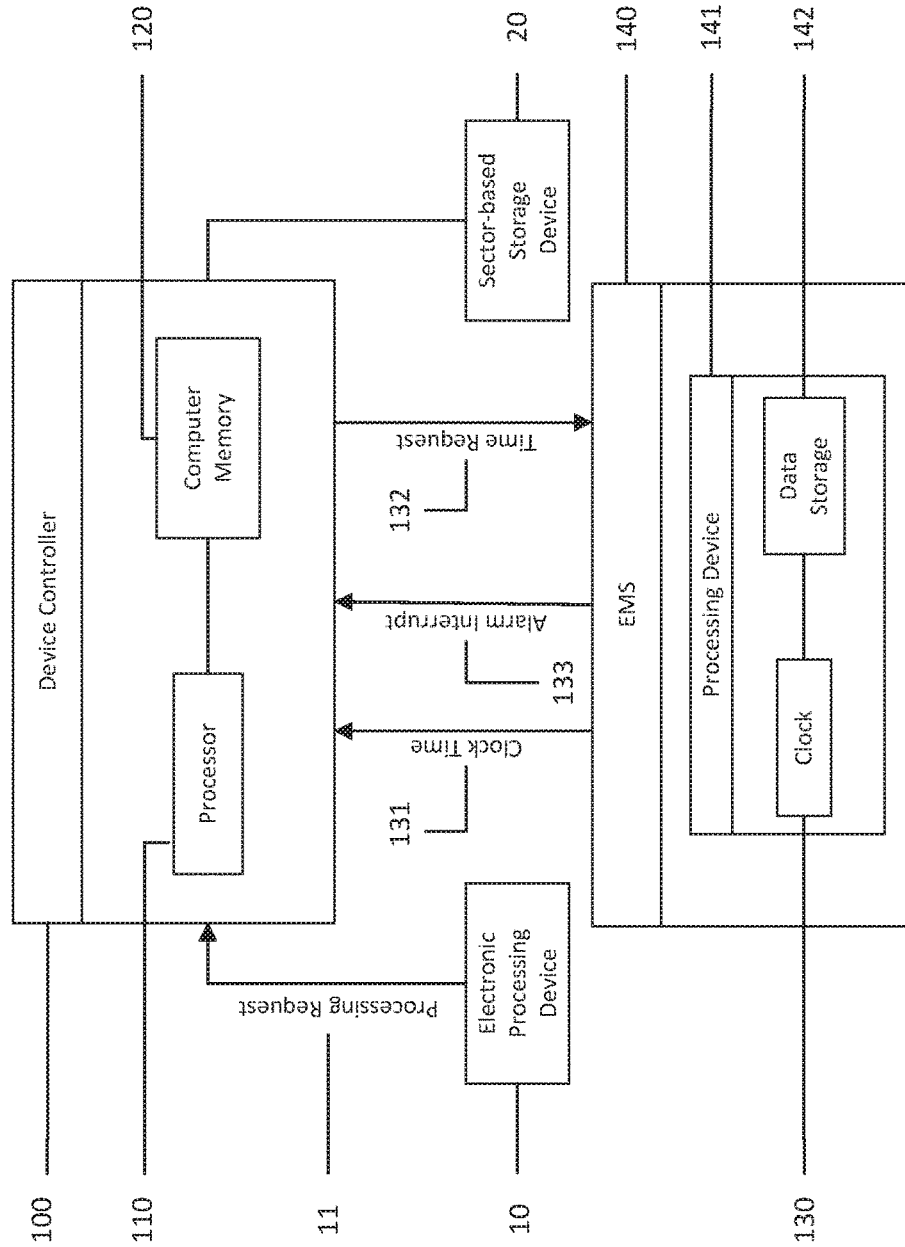 100
Device Controller
110
Processor
Computer
Memory
120
11
Processing Request
10
Electronic
Processing
Device
131
Clock Time
133
Alarm Interrupt
132
Time Request
Sector-based
Storage
Device
20
EMS
140
Processing Device
141
130
Clock
Data
Storage
142